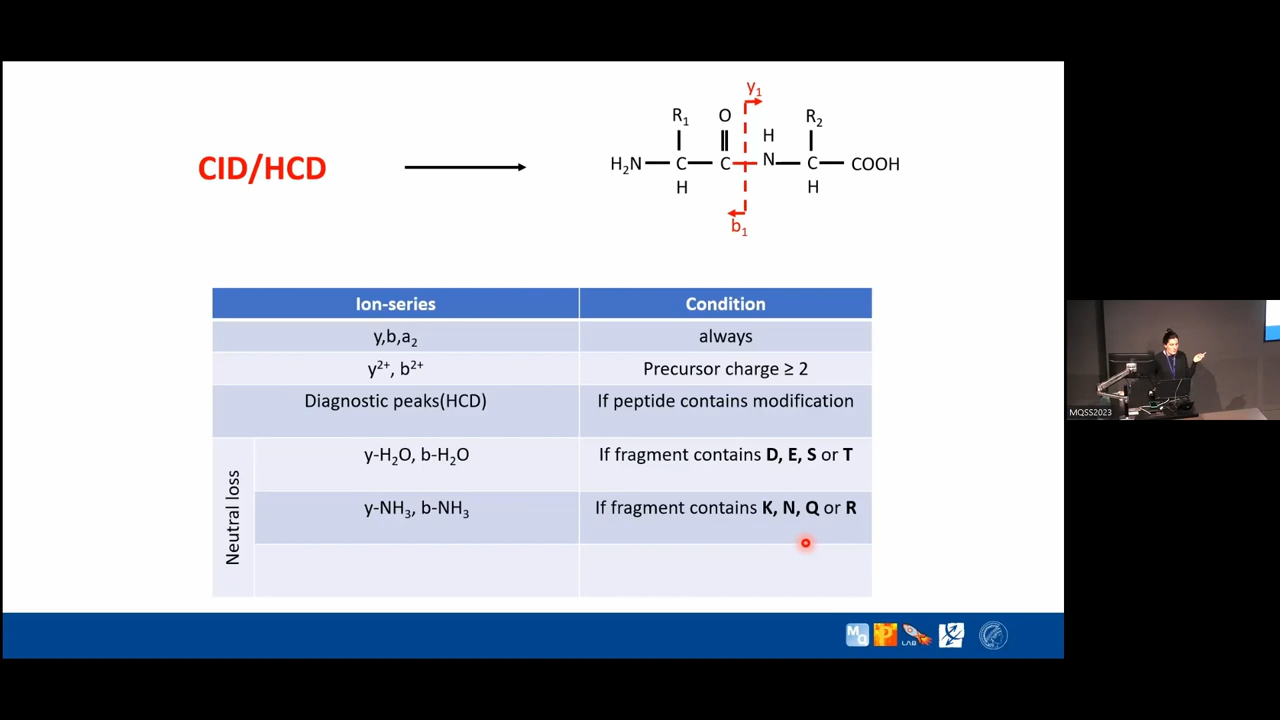 y₁
R₁ O R₂
H
CID/HCD H₂N C C N C COOH
H H
b₁
Ion-series Condition
y,b,a₂ always
y²⁺, b²⁺ Precursor charge ≥ 2
Diagnostic peaks(HCD) If peptide contains modification
Neutral loss
y-H₂O, b-H₂O If fragment contains D, E, S or T
y-NH₃, b-NH₃ If fragment contains K, N, Q or R
MQSS2023
MQ P LAB